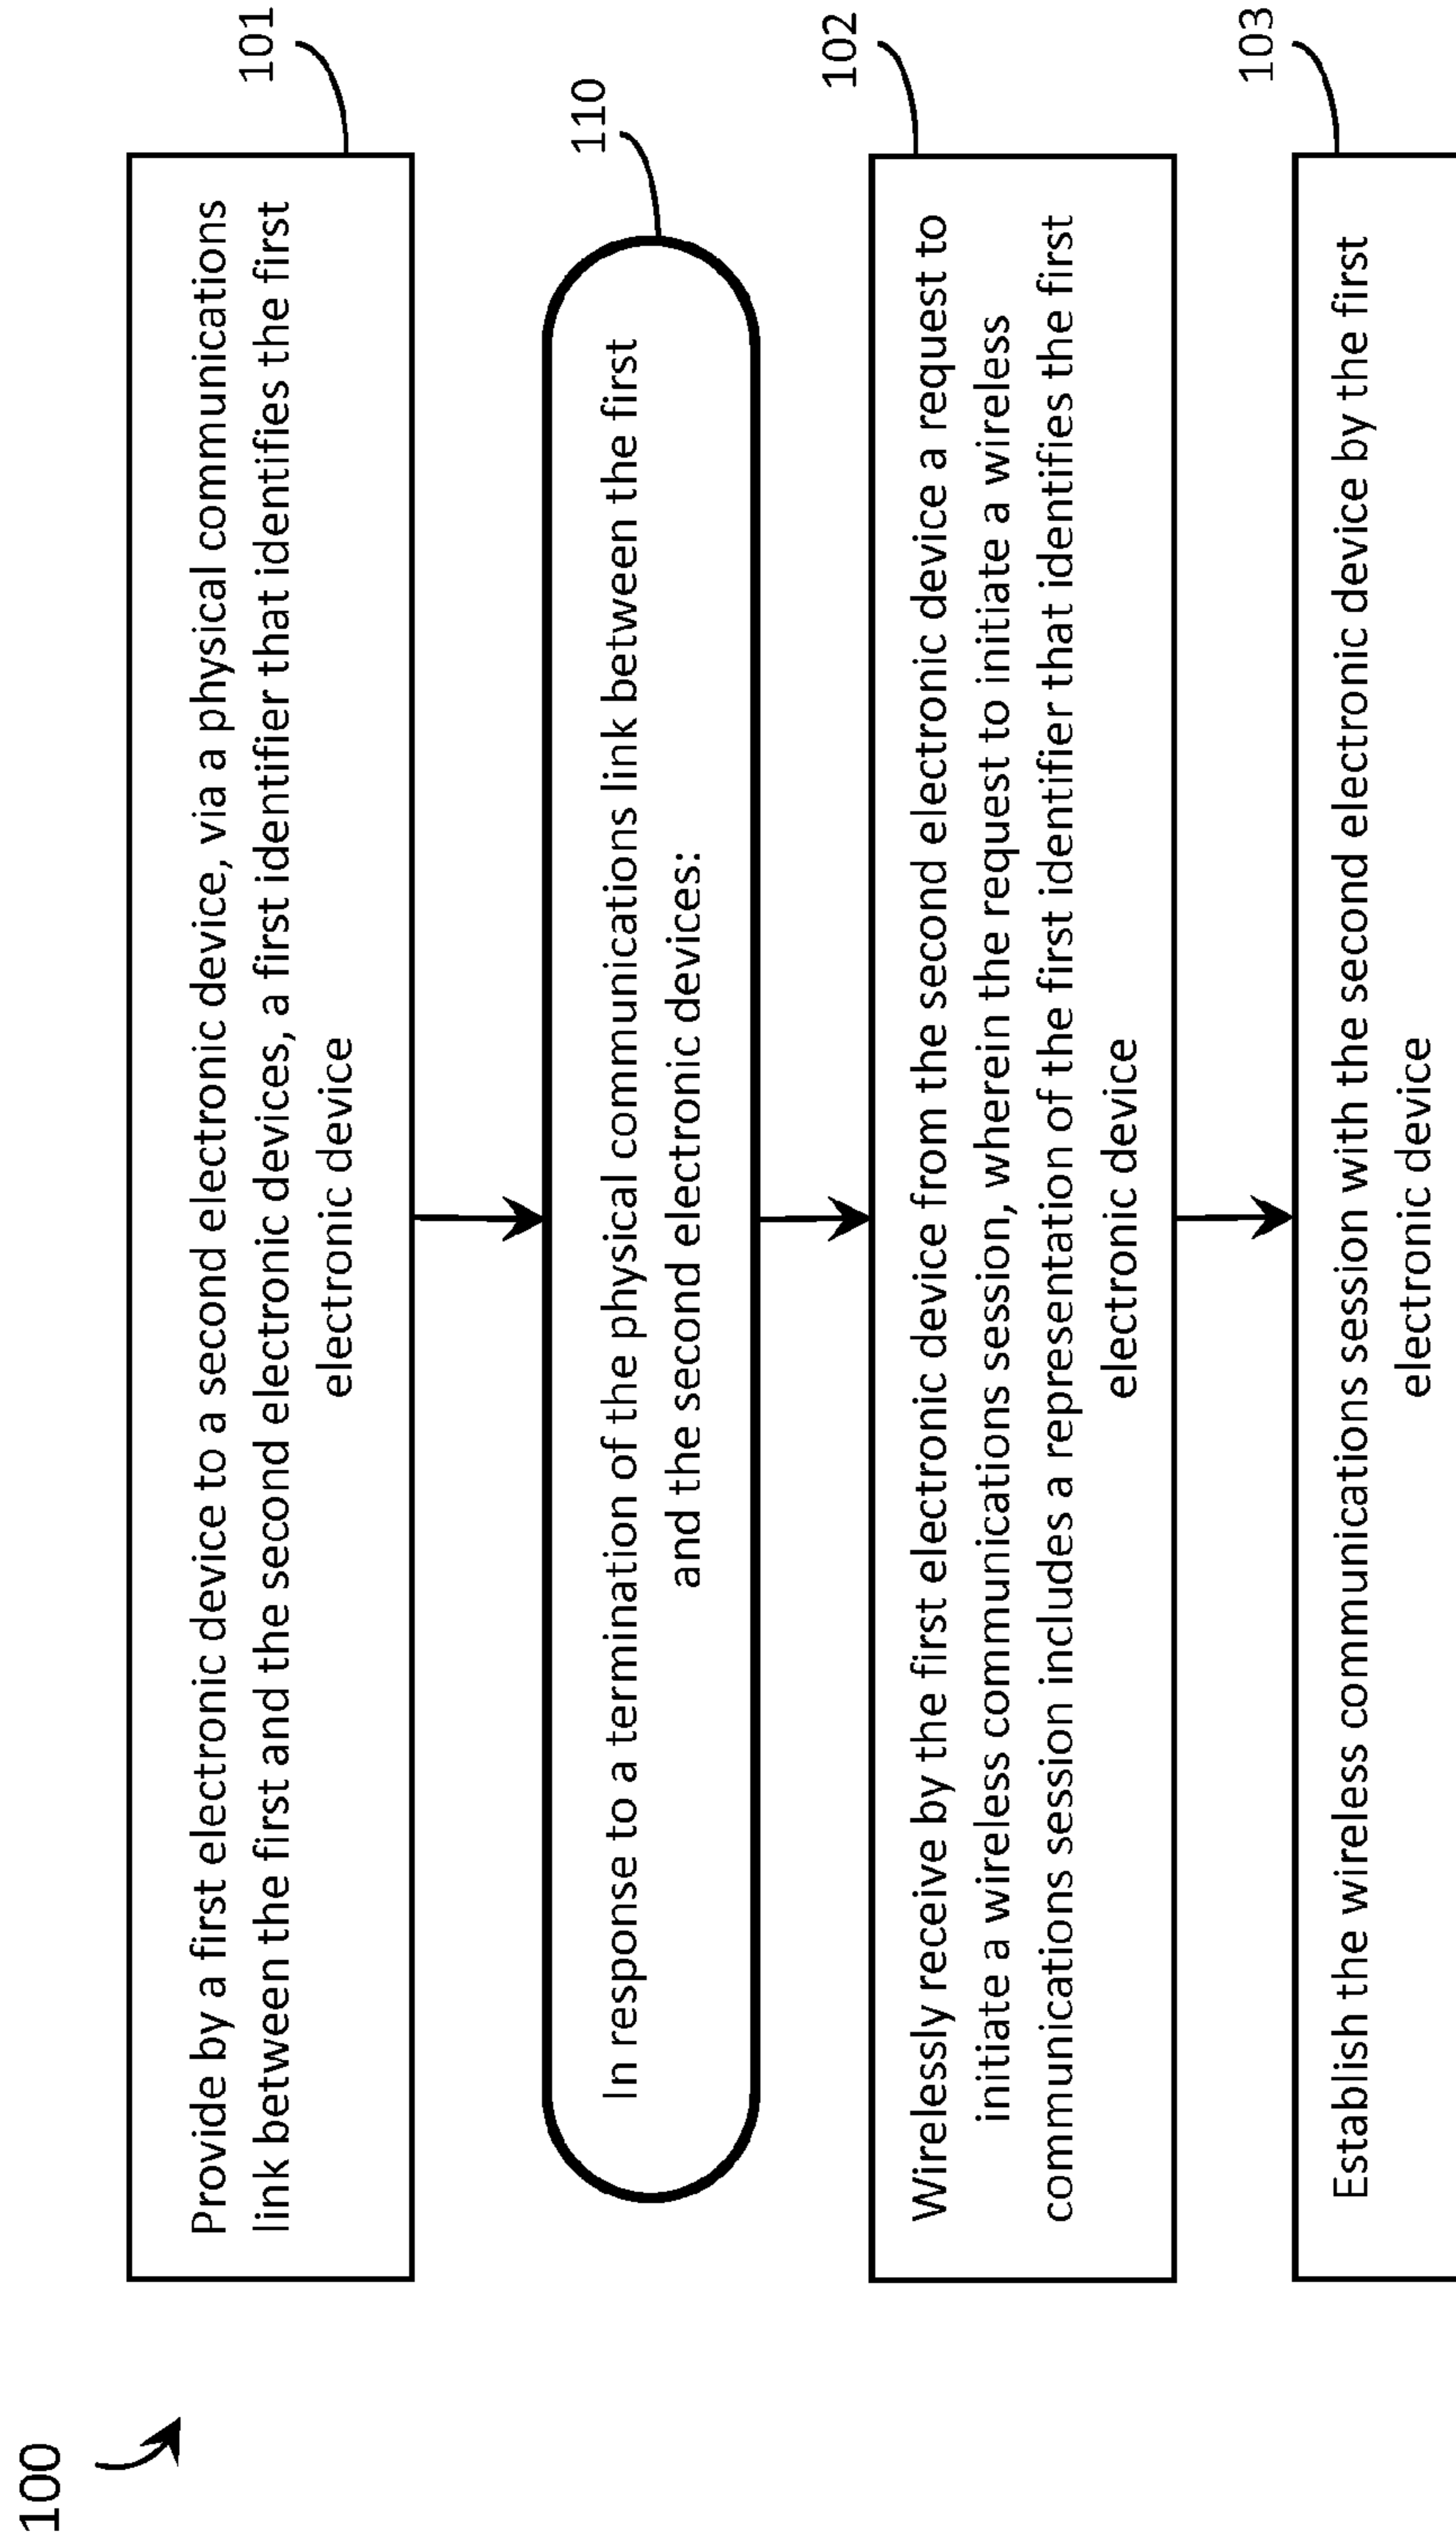 100
101
Provide by a first electronic device to a second electronic device, via a physical communications
link between the first and the second electronic devices, a first identifier that identifies the first
electronic device
110
In response to a termination of the physical communications link between the first
and the second electronic devices:
102
Wirelessly receive by the first electronic device from the second electronic device a request to
initiate a wireless communications session, wherein the request to initiate a wireless
communications session includes a representation of the first identifier that identifies the first
electronic device
103
Establish the wireless communications session with the second electronic device by the first
electronic device